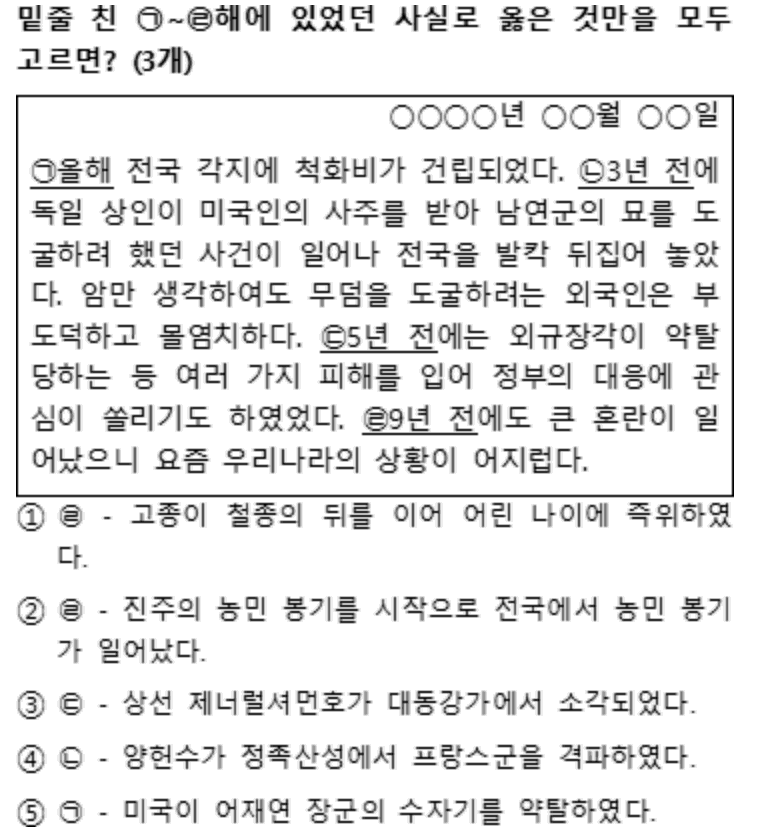 밑줄 친 ㉠~㉣해에 있었던 사실로 옳은 것만을 모두
고르면? (3개)
○○○○년 ○○월 ○○일
㉠올해 전국 각지에 척화비가 건립되었다. ㉡3년 전에
독일 상인이 미국인의 사주를 받아 남연군의 묘를 도
굴하려 했던 사건이 일어나 전국을 발칵 뒤집어 놓았
다. 암만 생각하여도 무덤을 도굴하려는 외국인은 부
도덕하고 몰염치하다. ㉢5년 전에는 외규장각이 약탈
당하는 등 여러 가지 피해를 입어 정부의 대응에 관
심이 쏠리기도 하였었다. ㉣9년 전에도 큰 혼란이 일
어났으니 요즘 우리나라의 상황이 어지럽다.
① ㉣ - 고종이 철종의 뒤를 이어 어린 나이에 즉위하였
다.
② ㉣ - 진주의 농민 봉기를 시작으로 전국에서 농민 봉기
가 일어났다.
③ ㉢ - 상선 제너럴셔먼호가 대동강가에서 소각되었다.
④ ㉡ - 양헌수가 정족산성에서 프랑스군을 격파하였다.
⑤ ㉠ - 미국이 어재연 장군의 수자기를 약탈하였다.